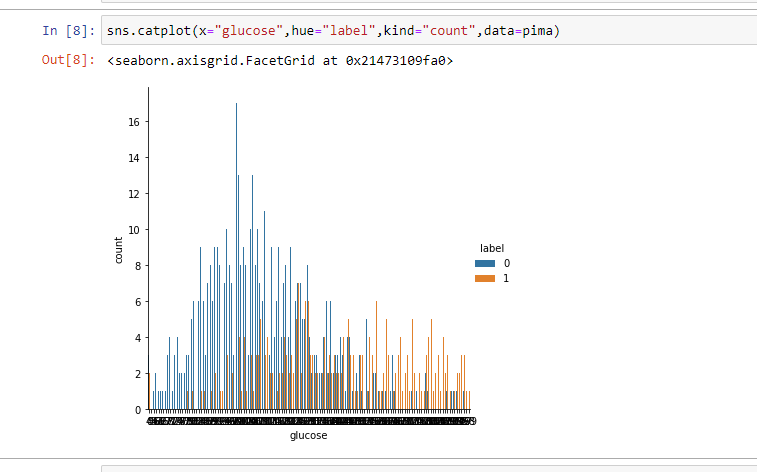 In [8]: sns.catplot(x="glucose",hue="label",kind="count",data=pima)
Out[8]: <seaborn.axisgrid.FacetGrid at 0x21473109fa0>
16
14
12
10
8
6
4
2
0
count
glucose
label
0
1